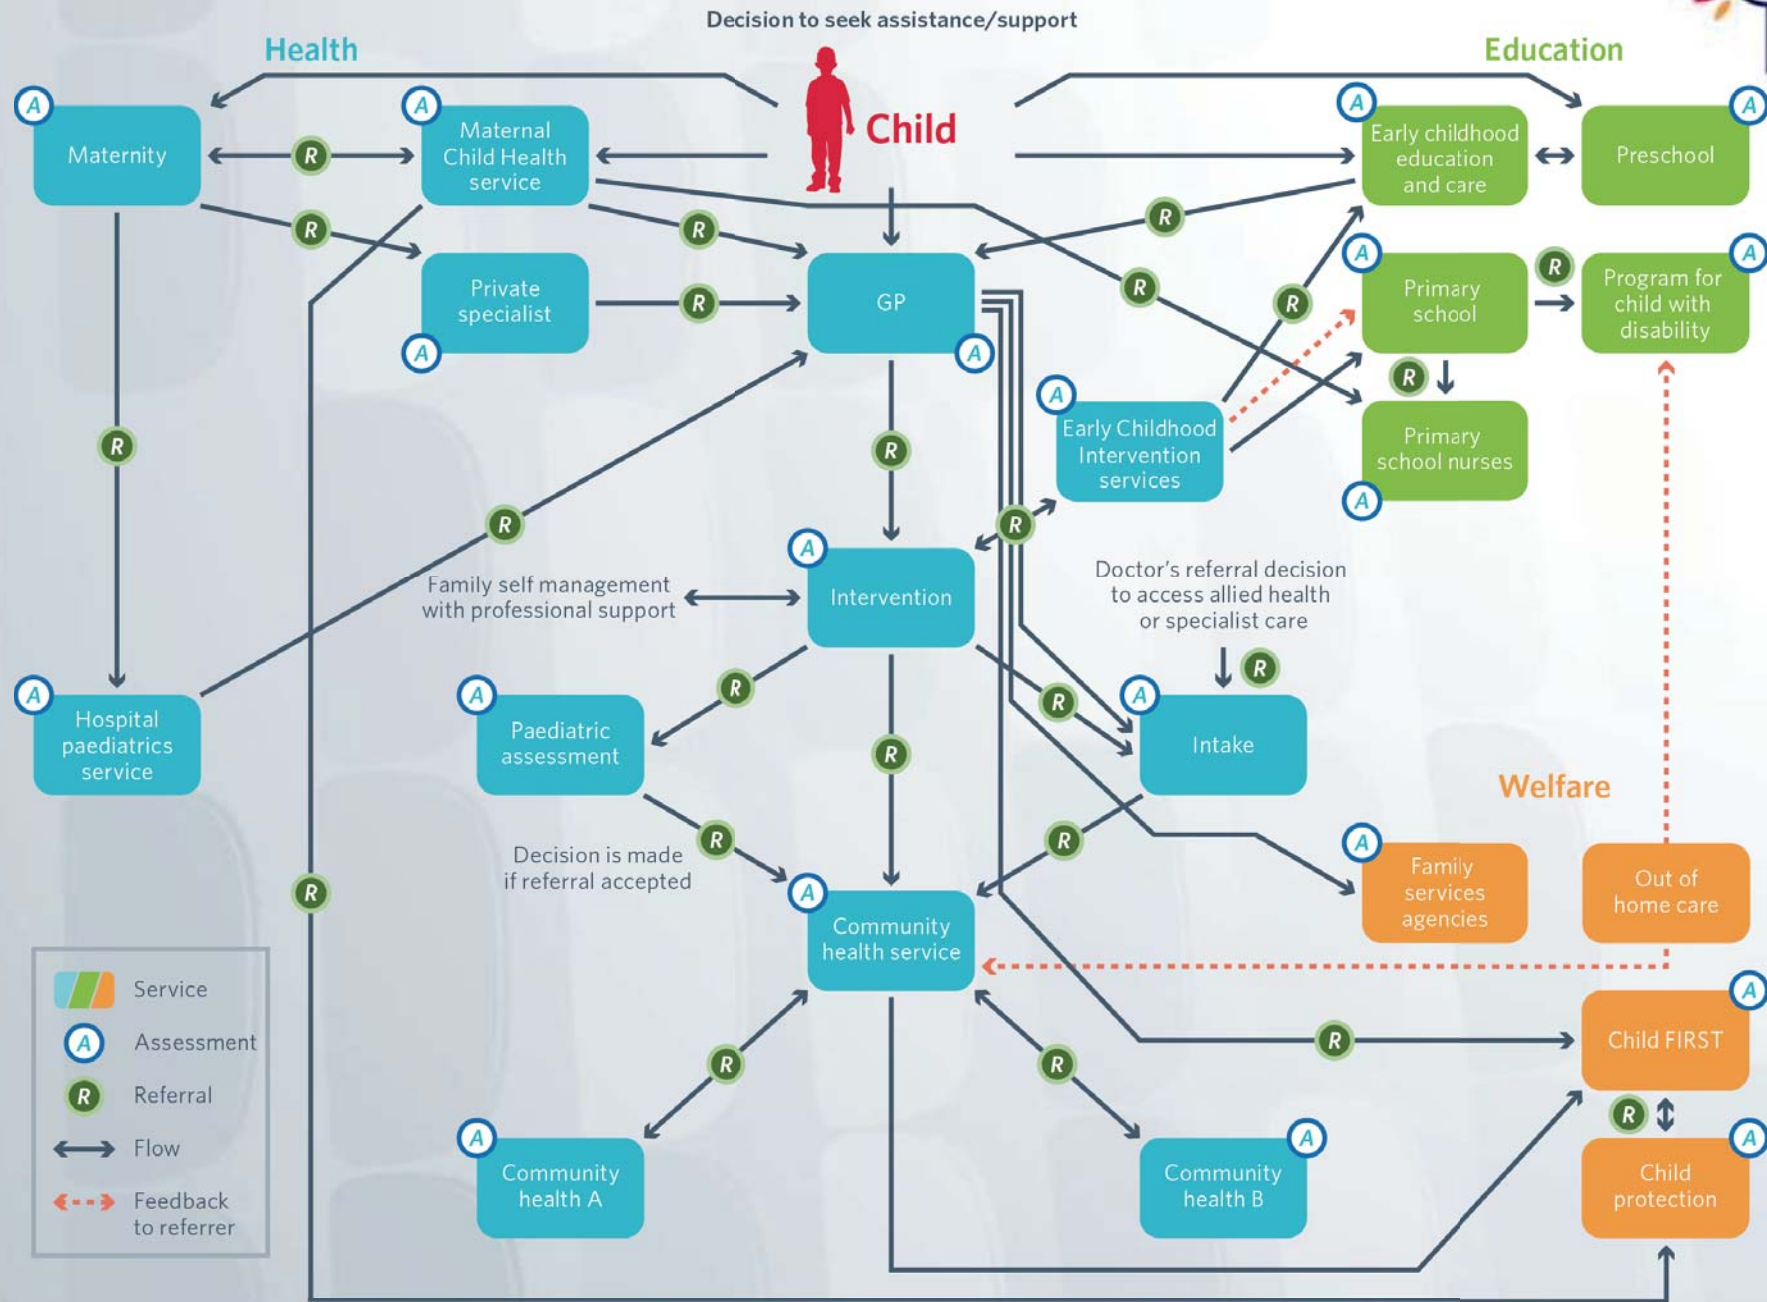 Decision to seek assistance/support
Health
Education
Child
A
Maternity
R
A
Maternal
Child Health
service
A
Early childhood
education
and care
A
Preschool
R
R
R
A
Private
specialist
R
GP
A
R
R
A
Primary
school
R
A
Program for
child with
disability
R
A
Primary
school nurses
A
Early Childhood
Intervention
services
R
R
R
R
A
Intervention
Family self management
with professional support
Doctor's referral decision
to access allied health
or specialist care
R
A
Hospital
paediatrics
service
A
Paediatric
assessment
R
R
R
A
Intake
Welfare
Decision is made
if referral accepted
R
R
R
A
Community
health service
A
Family
services
agencies
Out of
home care
A
Child FIRST
R
R
A
Child
protection
R
R
A
Community
health A
A
Community
health B
Service
A
Assessment
R
Referral
Flow
Feedback
to referrer